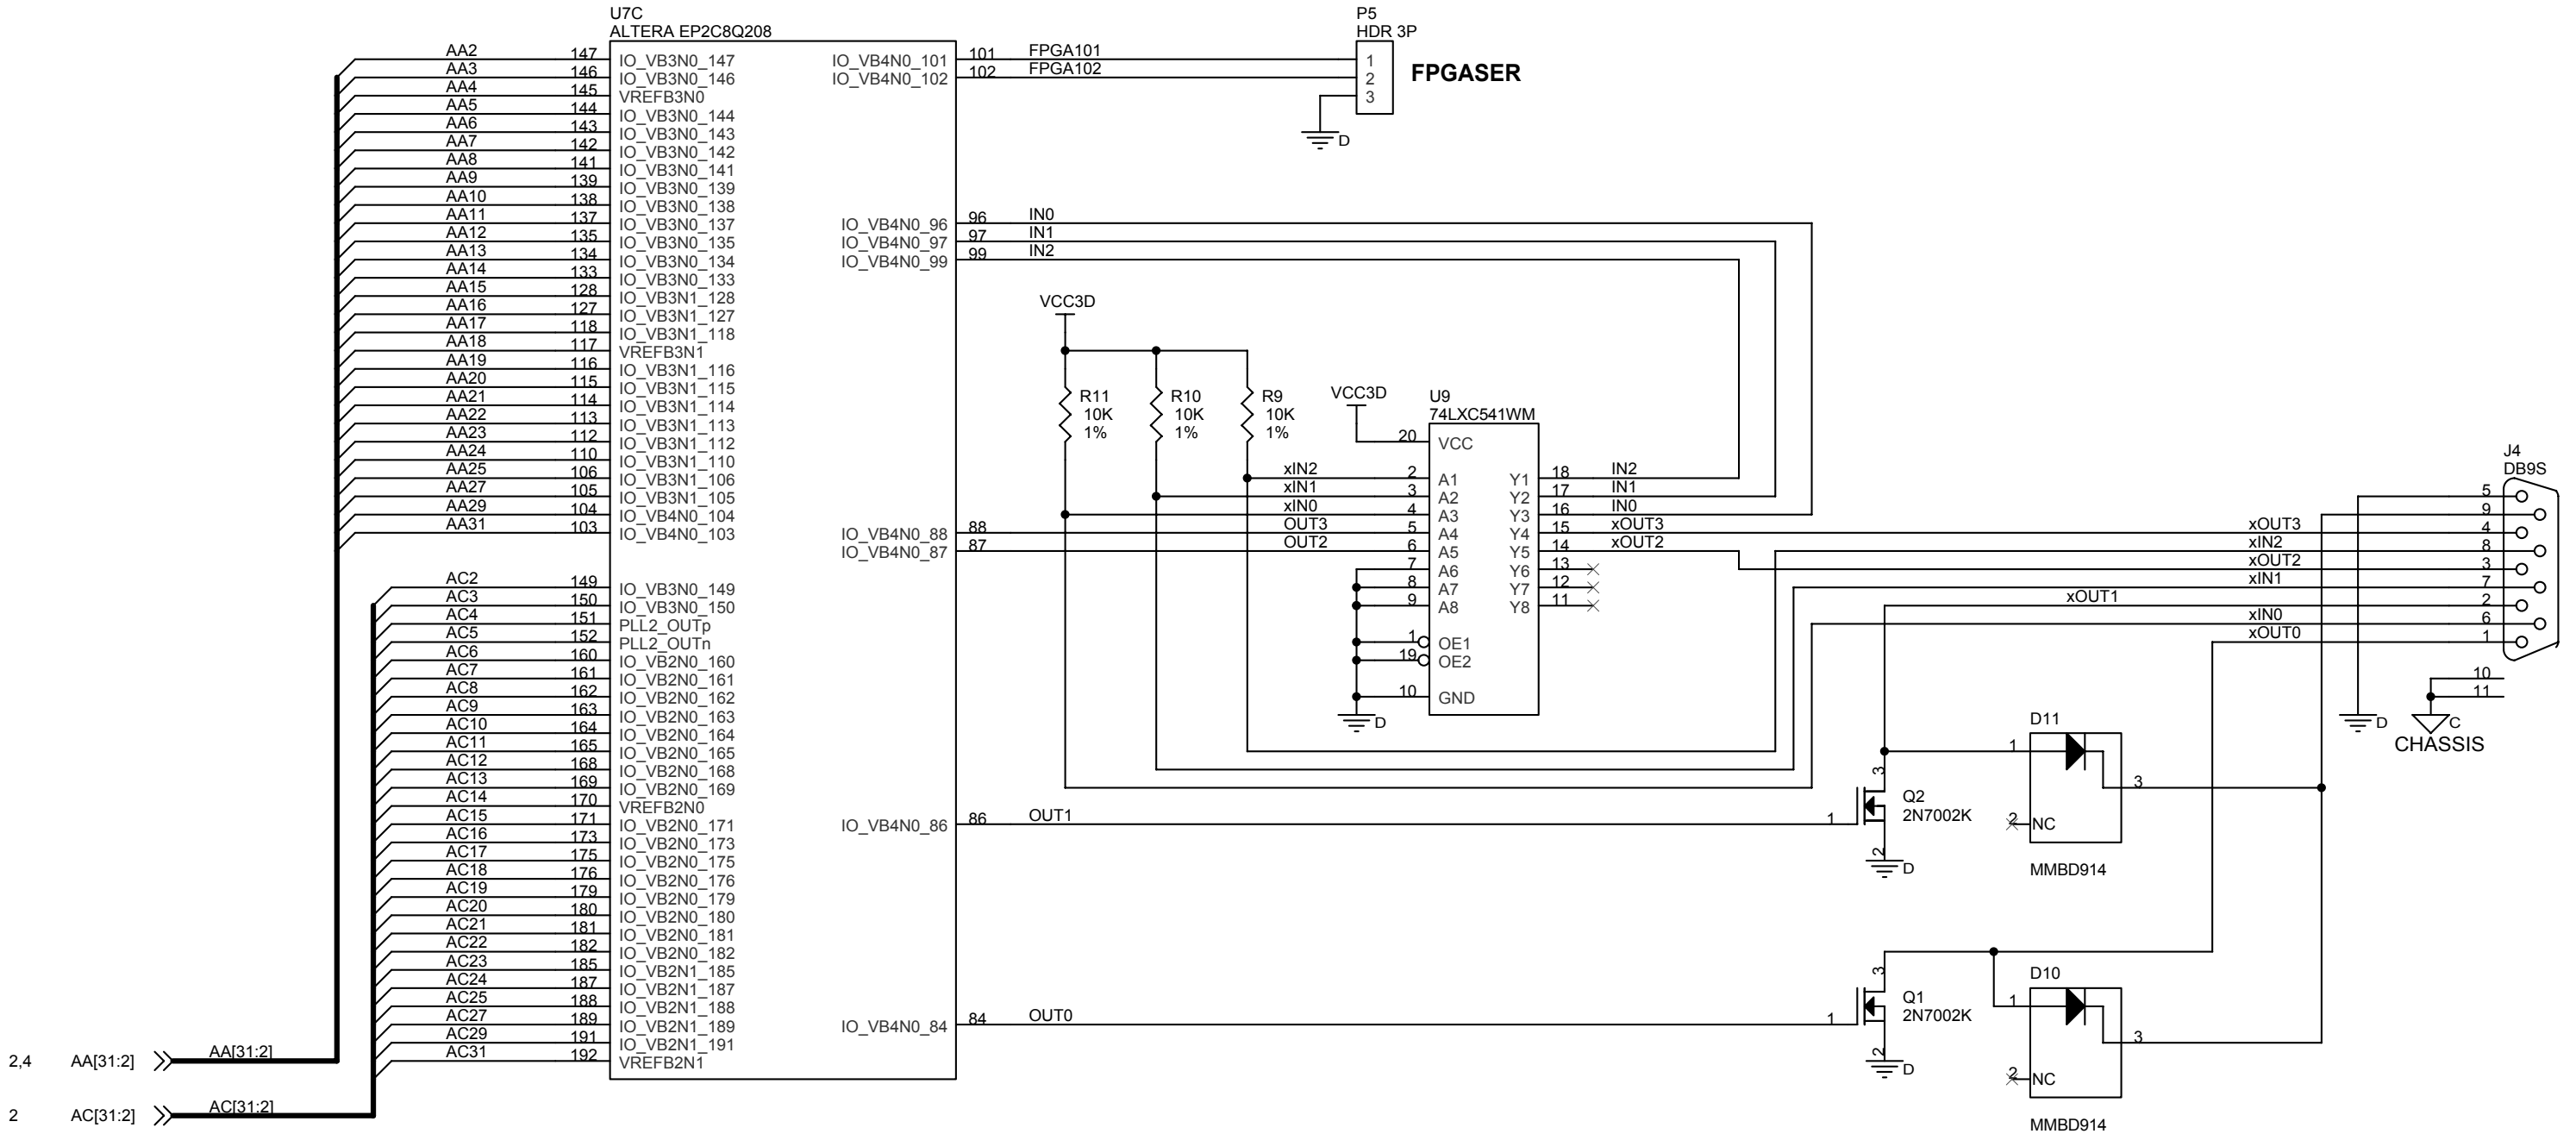 U7C
ALTERA EP2C8Q208
P5
HDR 3P
FPGASER
AA2 147 IO_VB3N0_147
AA3 146 IO_VB3N0_146
AA4 145 VREFB3N0
AA5 144 IO_VB3N0_144
AA6 143 IO_VB3N0_143
AA7 142 IO_VB3N0_142
AA8 141 IO_VB3N0_141
AA9 139 IO_VB3N0_139
AA10 138 IO_VB3N0_138
AA11 137 IO_VB3N0_137
AA12 135 IO_VB3N0_135
AA13 134 IO_VB3N0_134
AA14 133 IO_VB3N0_133
AA15 128 IO_VB3N1_128
AA16 127 IO_VB3N1_127
AA17 118 IO_VB3N1_118
AA18 117 VREFB3N1
AA19 116 IO_VB3N1_116
AA20 115 IO_VB3N1_115
AA21 114 IO_VB3N1_114
AA22 113 IO_VB3N1_113
AA23 112 IO_VB3N1_112
AA24 110 IO_VB3N1_110
AA25 106 IO_VB3N1_106
AA27 105 IO_VB3N1_105
AA29 104 IO_VB4N0_104
AA31 103 IO_VB4N0_103
AC2 149 IO_VB3N0_149
AC3 150 IO_VB3N0_150
AC4 151 PLL2_OUTp
AC5 152 PLL2_OUTn
AC6 160 IO_VB2N0_160
AC7 161 IO_VB2N0_161
AC8 162 IO_VB2N0_162
AC9 163 IO_VB2N0_163
AC10 164 IO_VB2N0_164
AC11 165 IO_VB2N0_165
AC12 168 IO_VB2N0_168
AC13 169 IO_VB2N0_169
AC14 170 VREFB2N0
AC15 171 IO_VB2N0_171
AC16 173 IO_VB2N0_173
AC17 175 IO_VB2N0_175
AC18 176 IO_VB2N0_176
AC19 179 IO_VB2N0_179
AC20 180 IO_VB2N0_180
AC21 181 IO_VB2N0_181
AC22 182 IO_VB2N0_182
AC23 185 IO_VB2N1_185
AC24 187 IO_VB2N1_187
AC25 188 IO_VB2N1_188
AC27 189 IO_VB2N1_189
AC29 191 IO_VB2N1_191
AC31 192 VREFB2N1
2,4 AA[31:2] AA[31:2]
2 AC[31:2] AC[31:2]
IO_VB4N0_101 101 FPGA101 1
IO_VB4N0_102 102 FPGA102 2
3
D
IO_VB4N0_96 96 IN0
IO_VB4N0_97 97 IN1
IO_VB4N0_99 99 IN2
IO_VB4N0_88 88 OUT3
IO_VB4N0_87 87 OUT2
IO_VB4N0_86 86 OUT1 1
IO_VB4N0_84 84 OUT0 1
VCC3D
R11
10K
1%
R10
10K
1%
R9
10K
1%
VCC3D
U9
74LXC541WM
20 VCC
xIN2 2 A1 Y1 18 IN2
xIN1 3 A2 Y2 17 IN1
xIN0 4 A3 Y3 16 IN0
5 A4 Y4 15 xOUT3
6 A5 Y5 14 xOUT2
7 A6 Y6 13
8 A7 Y7 12
9 A8 Y8 11
1 OE1
19 OE2
10 GND
D
J4
DB9S
5
9
xOUT3 4
xIN2 8
xOUT2 3
xIN1 7
xOUT1 2
xIN0 6
xOUT0 1
10
11
D
C
CHASSIS
3
Q2
2N7002K
2
D
D11
1
3
2 NC
MMBD914
3
Q1
2N7002K
2
D
D10
1
3
2 NC
MMBD914